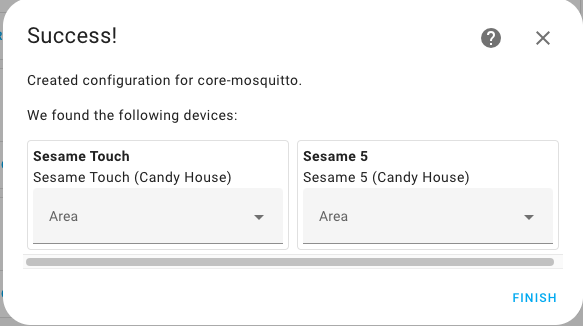 Success!
Created configuration for core-mosquitto.
We found the following devices:
Sesame Touch
Sesame Touch (Candy House)
Area
Sesame 5
Sesame 5 (Candy House)
Area
FINISH